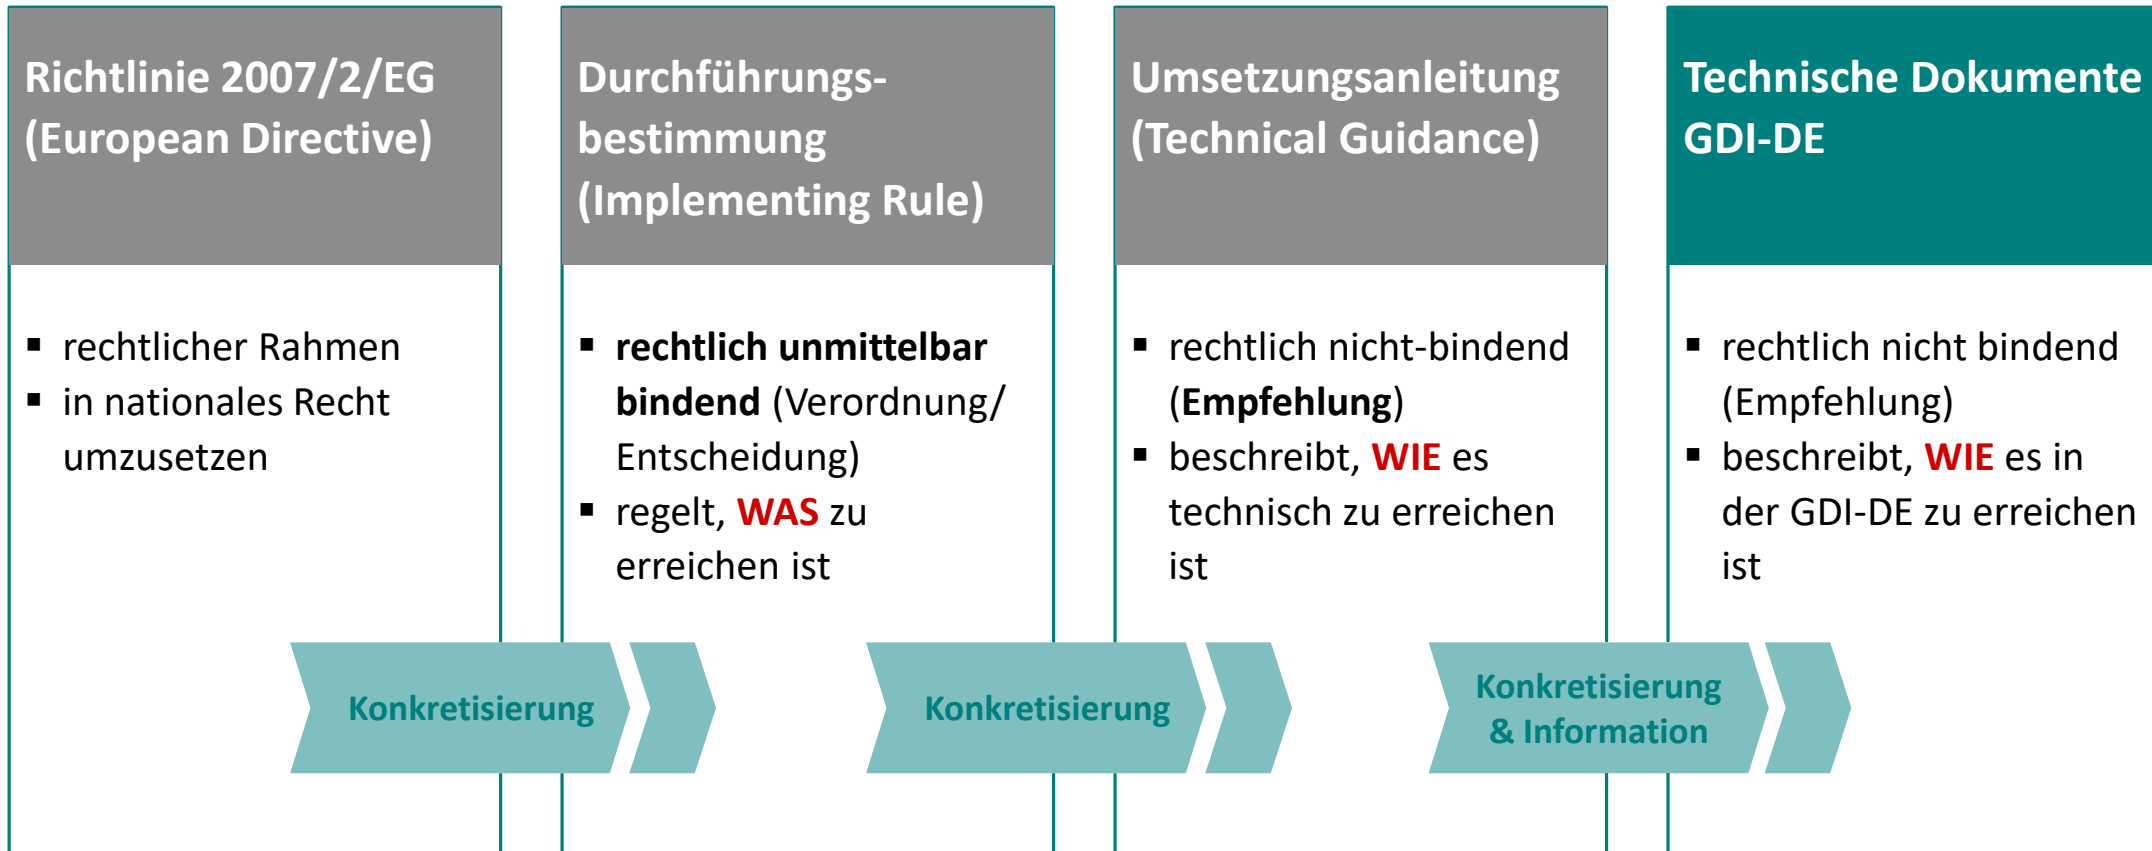 Richtlinie 2007/2/EG
(European Directive)
▪ rechtlicher Rahmen
▪ in nationales Recht
umzusetzen
Konkretisierung
Durchführungs-
bestimmung
(Implementing Rule)
▪ rechtlich unmittelbar
bindend (Verordnung/
Entscheidung)
▪ regelt, WAS zu
erreichen ist
Konkretisierung
Umsetzungsanleitung
(Technical Guidance)
▪ rechtlich nicht-bindend
(Empfehlung)
▪ beschreibt, WIE es
technisch zu erreichen
ist
Konkretisierung
& Information
Technische Dokumente
GDI-DE
▪ rechtlich nicht bindend
(Empfehlung)
▪ beschreibt, WIE es in
der GDI-DE zu erreichen
ist